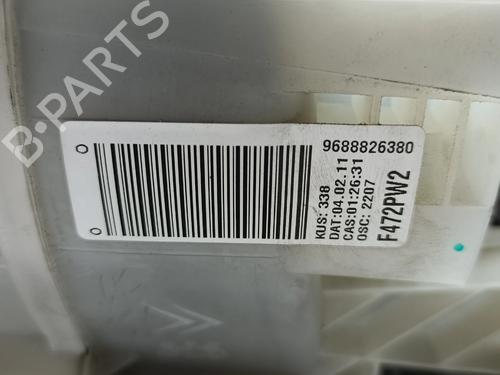 B-PARTS
9688826380
KUS: 338
DAT:04.02.11
CAS:01:26:31
OSC: 2207
F472PW2